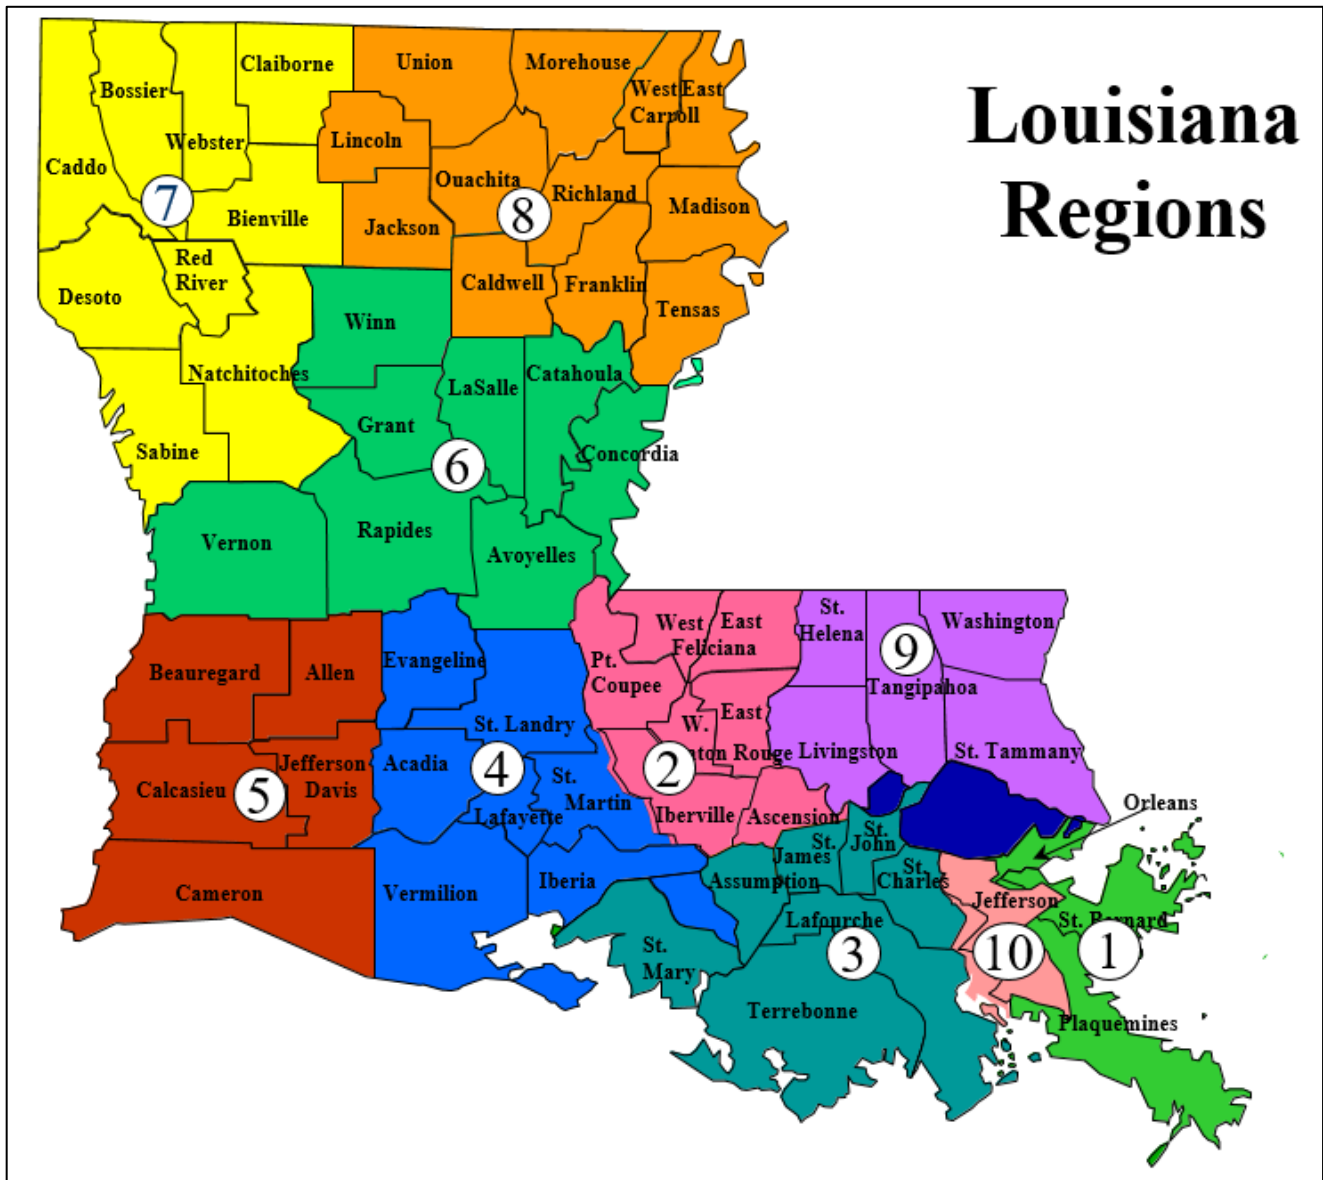 Louisiana
Regions
Claiborne
Union
Morehouse
Bossier
West East
Carroll
Webster
Lincoln
Caddo
Ouachita
Richland
Madison
7
8
Bienville
Jackson
Red
River
Desoto
Caldwell
Franklin
Tensas
Winn
Natchitoches
LaSalle
Catahoula
Grant
Sabine
6
Concordia
Vernon
Rapides
Avoyelles
West
Feliciana
East
St.
Helena
Washington
9
Beauregard
Allen
Evangeline
Pt.
Coupee
Tangipahoa
St. Landry
W.
East
Rouge
Livingston
St. Tammany
Calcasieu
5
Jefferson
Davis
Acadia
4
St.
Martin
2
Lafayette
Iberville
Ascension
Orleans
St.
James
St.
John
St.
Charles
Cameron
Vermilion
Iberia
Assumption
Jefferson
Lafourche
St. Bernard
St.
Mary
3
10
1
Terrebonne
Plaquemines